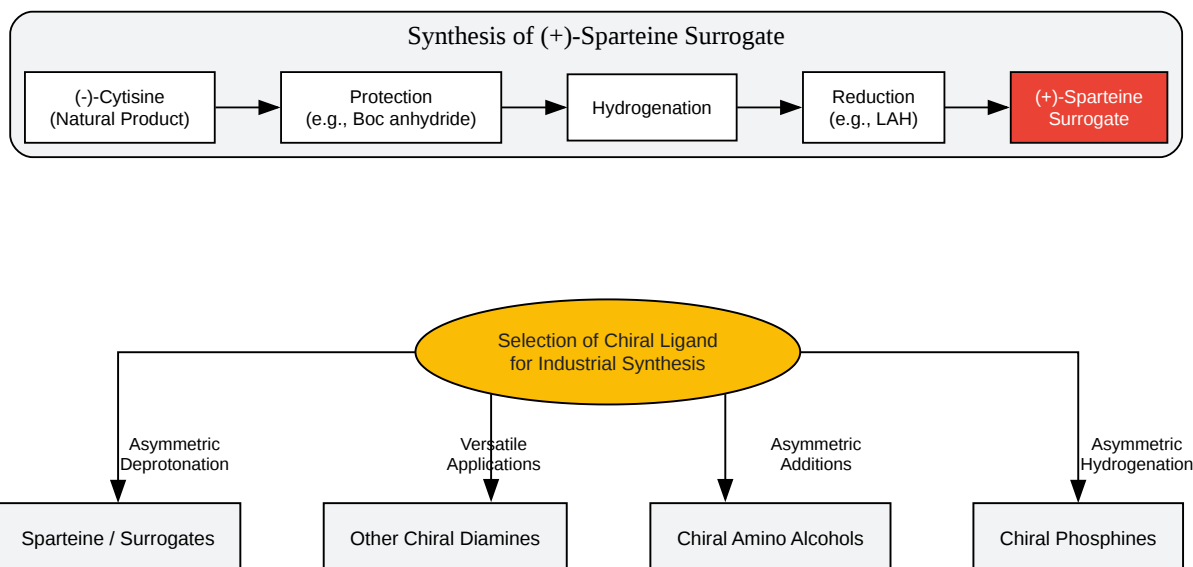 Synthesis of (+)-Sparteine Surrogate
(-)-Cytisine
(Natural Product)
Protection
(e.g., Boc anhydride)
Hydrogenation
Reduction
(e.g., LAH)
(+)-Sparteine
Surrogate
Selection of Chiral Ligand
for Industrial Synthesis
Asymmetric
Deprotonation
Versatile
Applications
Asymmetric
Additions
Asymmetric
Hydrogenation
Sparteine / Surrogates
Other Chiral Diamines
Chiral Amino Alcohols
Chiral Phosphines